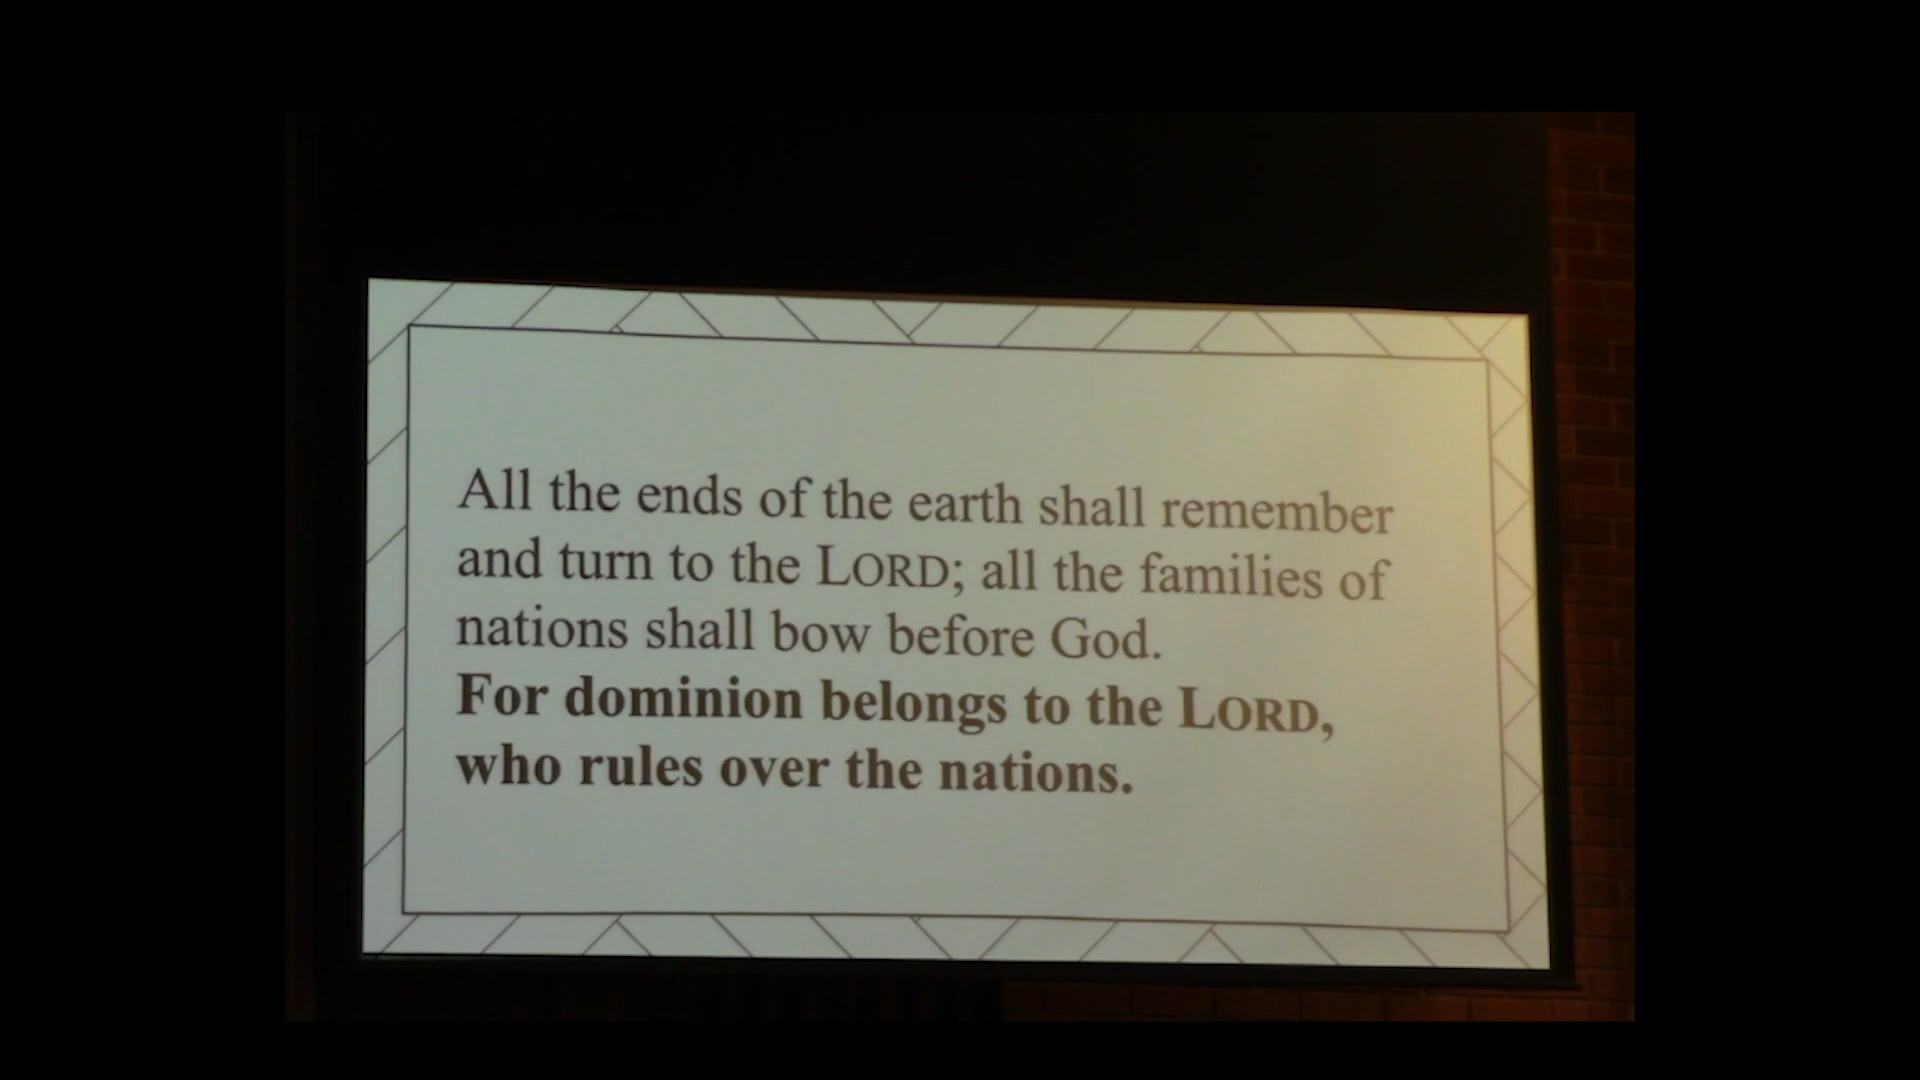 All the ends of the earth shall remember
and turn to the LORD; all the families of
nations shall bow before God.
For dominion belongs to the LORD,
who rules over the nations.